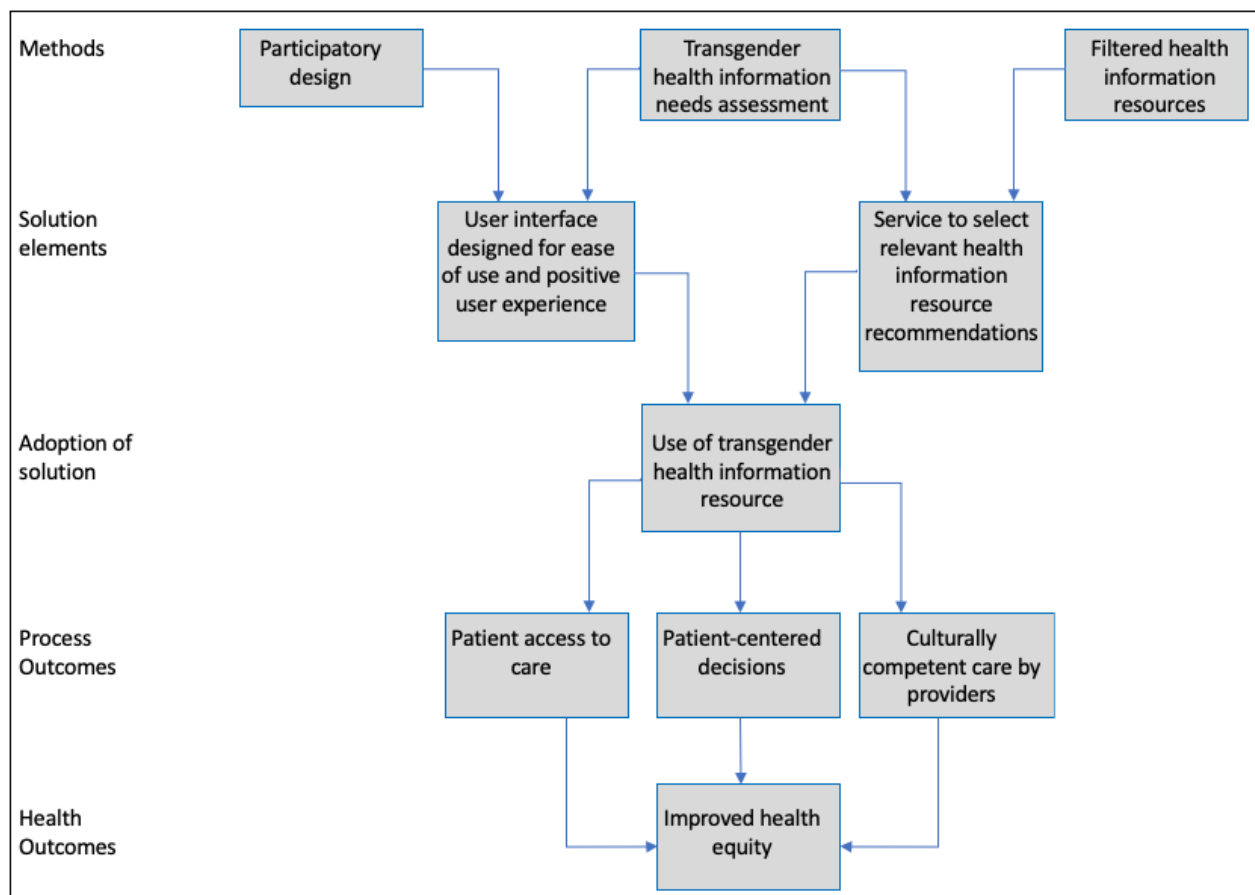 Methods
Participatory
design
Transgender
health information
needs assessment
Filtered health
information
resources
Solution
elements
User interface
designed for ease
of use and positive
user experience
Service to select
relevant health
information
resource
recommendations
Adoption of
solution
Use of transgender
health information
resource
Process
Outcomes
Patient access to
care
Patient-centered
decisions
Culturally
competent care by
providers
Health
Outcomes
Improved health
equity